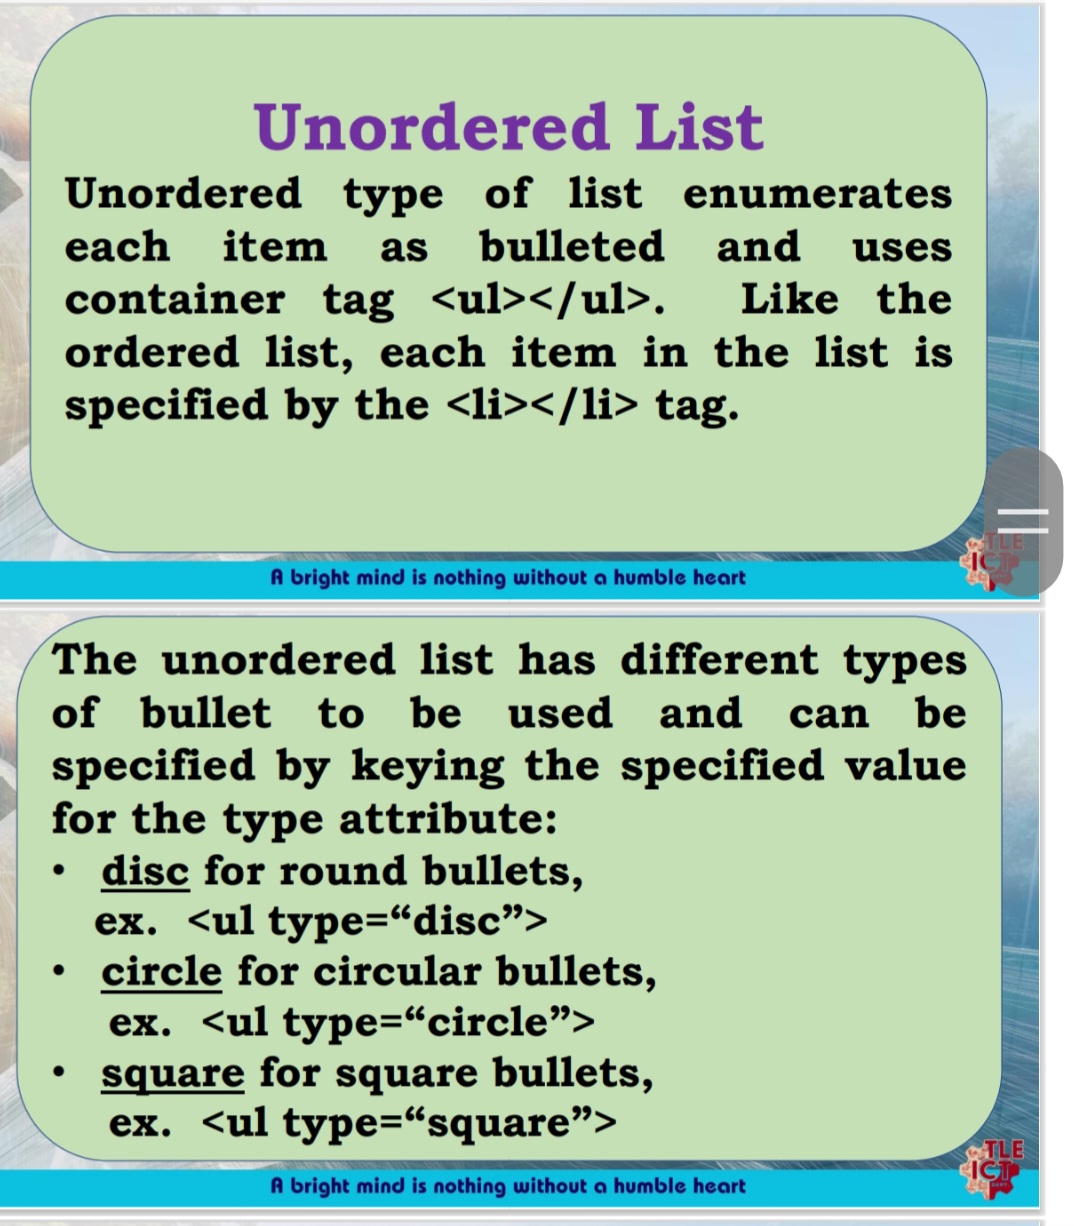 Unordered List
Unordered type of list enumerates
each item as bulleted and uses
container tag <ul></ul>. Like the
ordered list, each item in the list is
specified by the <li></li> tag.
A bright mind is nothing without a humble heart
TLE
ICT
The unordered list has different types
of bullet to be used and can be
specified by keying the specified value
for the type attribute:
• disc for round bullets,
ex. <ul type=“disc”>
• circle for circular bullets,
ex. <ul type=“circle”>
• square for square bullets,
ex. <ul type=“square”>
A bright mind is nothing without a humble heart
TLE
ICT